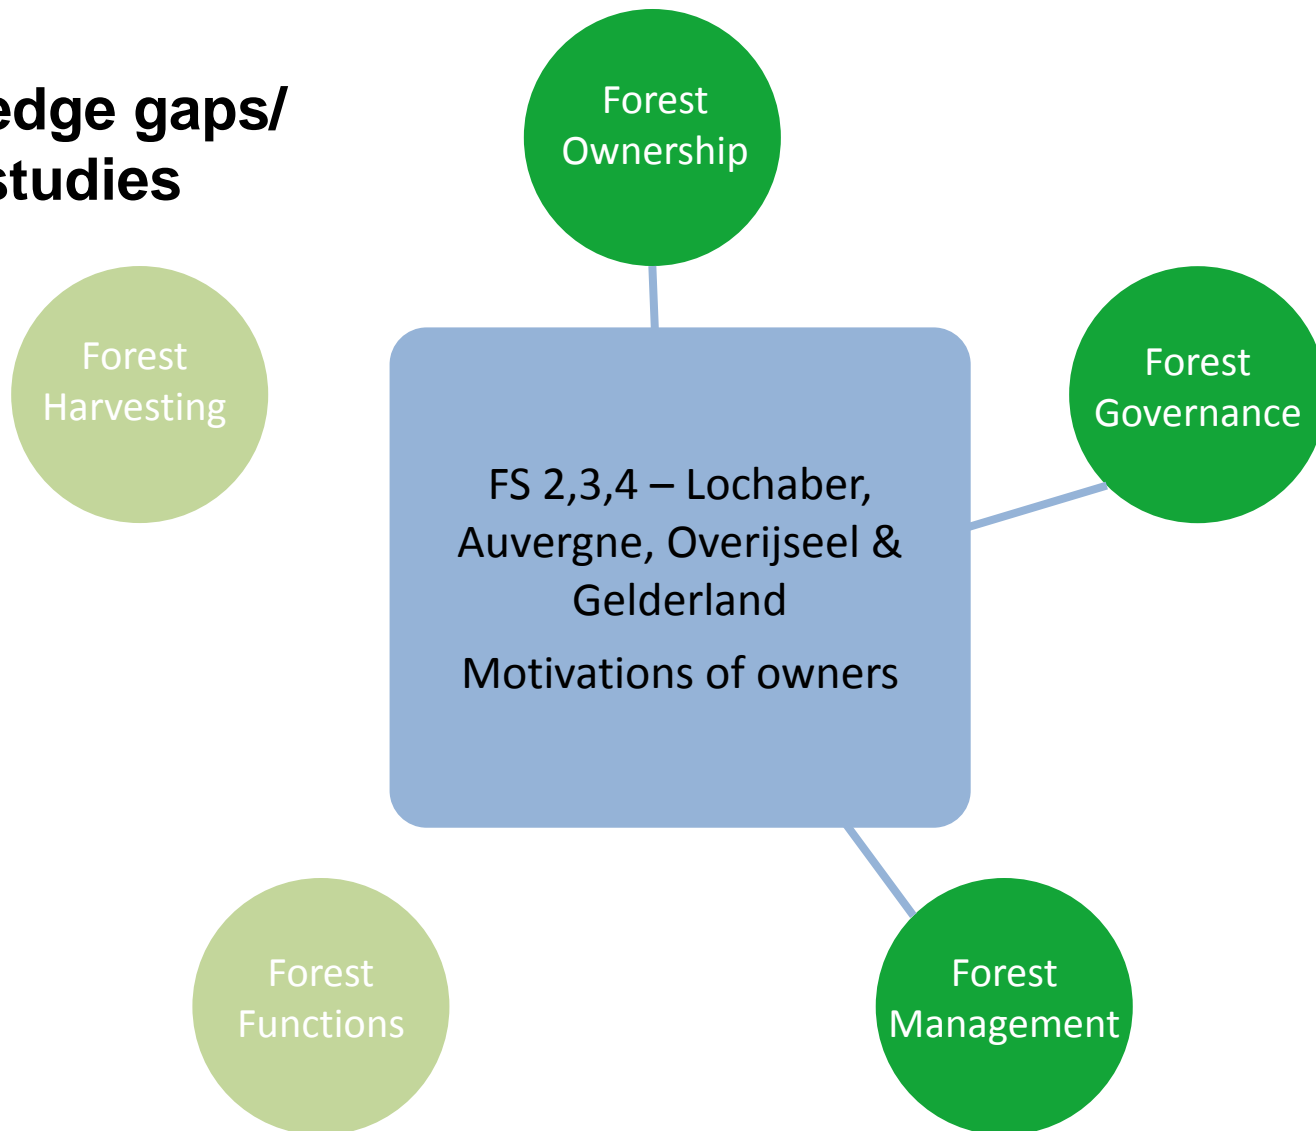 edge gaps/
studies
Forest
Ownership
Forest
Harvesting
Forest
Governance
FS 2,3,4 – Lochaber,
Auvergne, Overijseel &
Gelderland
Motivations of owners
Forest
Functions
Forest
Management